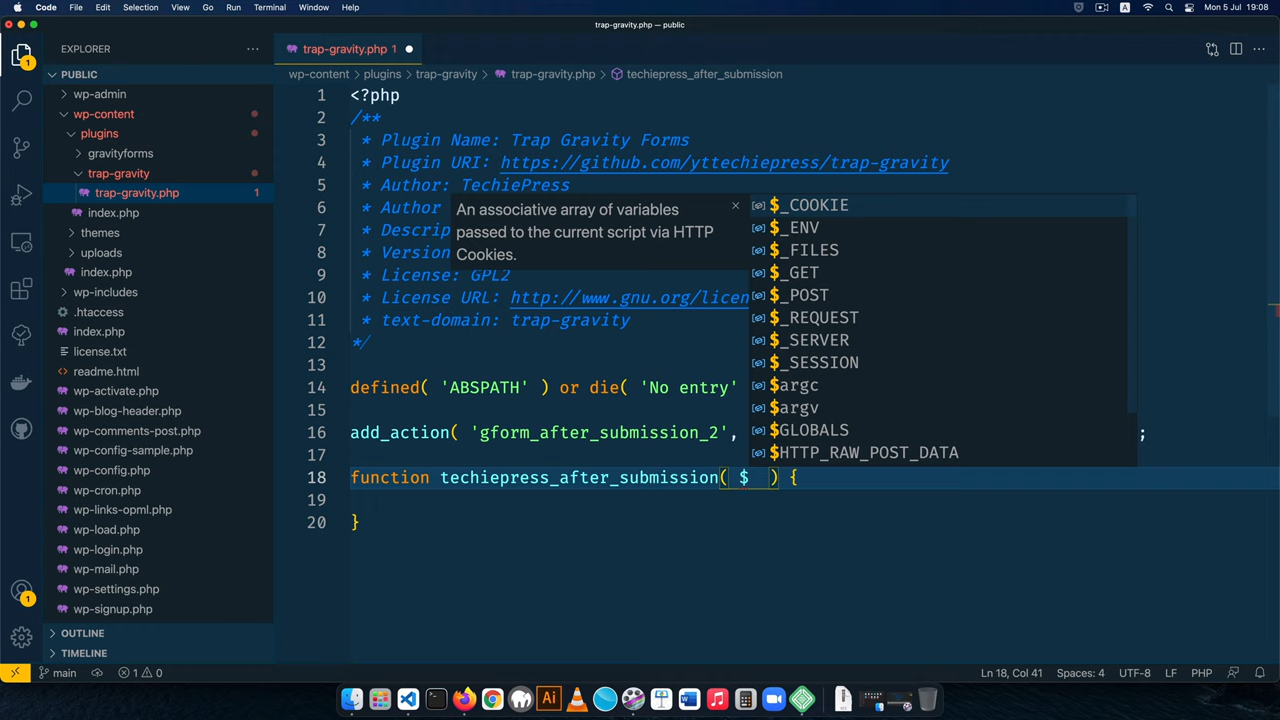 Code File Edit Selection View Go Run Terminal Window Help A Mon 5 Jul 19:08
trap-gravity.php — public
EXPLORER
trap-gravity.php 1
PUBLIC
wp-content plugins trap-gravity trap-gravity.php techiepress_after_submission
wp-admin
wp-content
plugins
gravityforms
trap-gravity
trap-gravity.php 1
index.php
themes
uploads
index.php
wp-includes
.htaccess
index.php
license.txt
readme.html
wp-activate.php
wp-blog-header.php
wp-comments-post.php
wp-config-sample.php
wp-config.php
wp-cron.php
wp-links-opml.php
wp-load.php
wp-login.php
wp-mail.php
wp-settings.php
wp-signup.php
OUTLINE
TIMELINE
1
1
1 <?php
2 /**
3 * Plugin Name: Trap Gravity Forms
4 * Plugin URI: https://github.com/yttechiepress/trap-gravity
5 * Author: TechiePress
6 * Author
7 * Descrip
8 * Version
9 * License: GPL2
10 * License URL: http://www.gnu.org/licen
11 * text-domain: trap-gravity
12 */
13
14 defined( 'ABSPATH' ) or die( 'No entry'
15
16 add_action( 'gform_after_submission_2', ;
17
18 function techiepress_after_submission( $ ) {
19
20 }
An associative array of variables
passed to the current script via HTTP
Cookies.
$_COOKIE
$_ENV
$_FILES
$_GET
$_POST
$_REQUEST
$_SERVER
$_SESSION
$argc
$argv
$GLOBALS
$HTTP_RAW_POST_DATA
main 1 0 Ln 18, Col 41 Spaces: 4 UTF-8 LF PHP
Ai